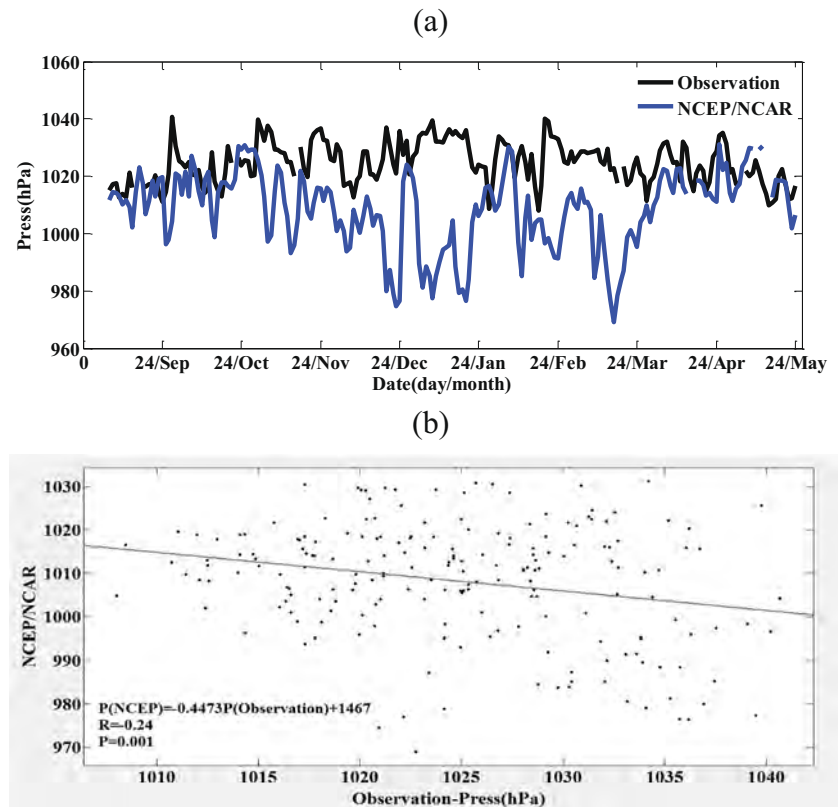 (a)
1060
1040
1020
1000
980
960
Press(hPa)
Observation
NCEP/NCAR
0 24/Sep 24/Oct 24/Nov 24/Dec 24/Jan 24/Feb 24/Mar 24/Apr 24/May
Date(day/month)
(b)
1030
1020
1010
1000
990
980
970
NCEP/NCAR
P(NCEP)=-0.4473P(Observation)+1467
R=-0.24
P=0.001
1010 1015 1020 1025 1030 1035 1040
Observation-Press(hPa)